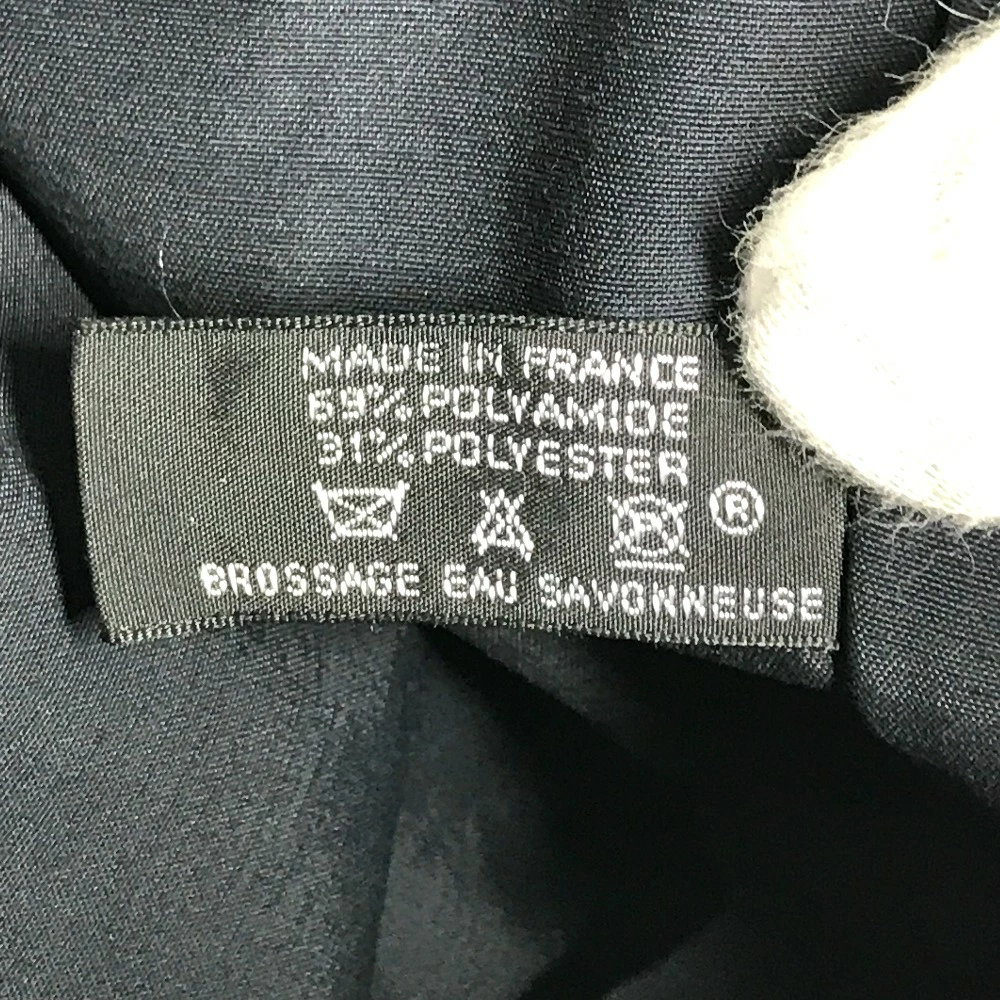 MADE IN FRANCE
69% POLYAMIDE
31% POLYESTER
P ®
BROSSAGE EAU SAVONNEUSE